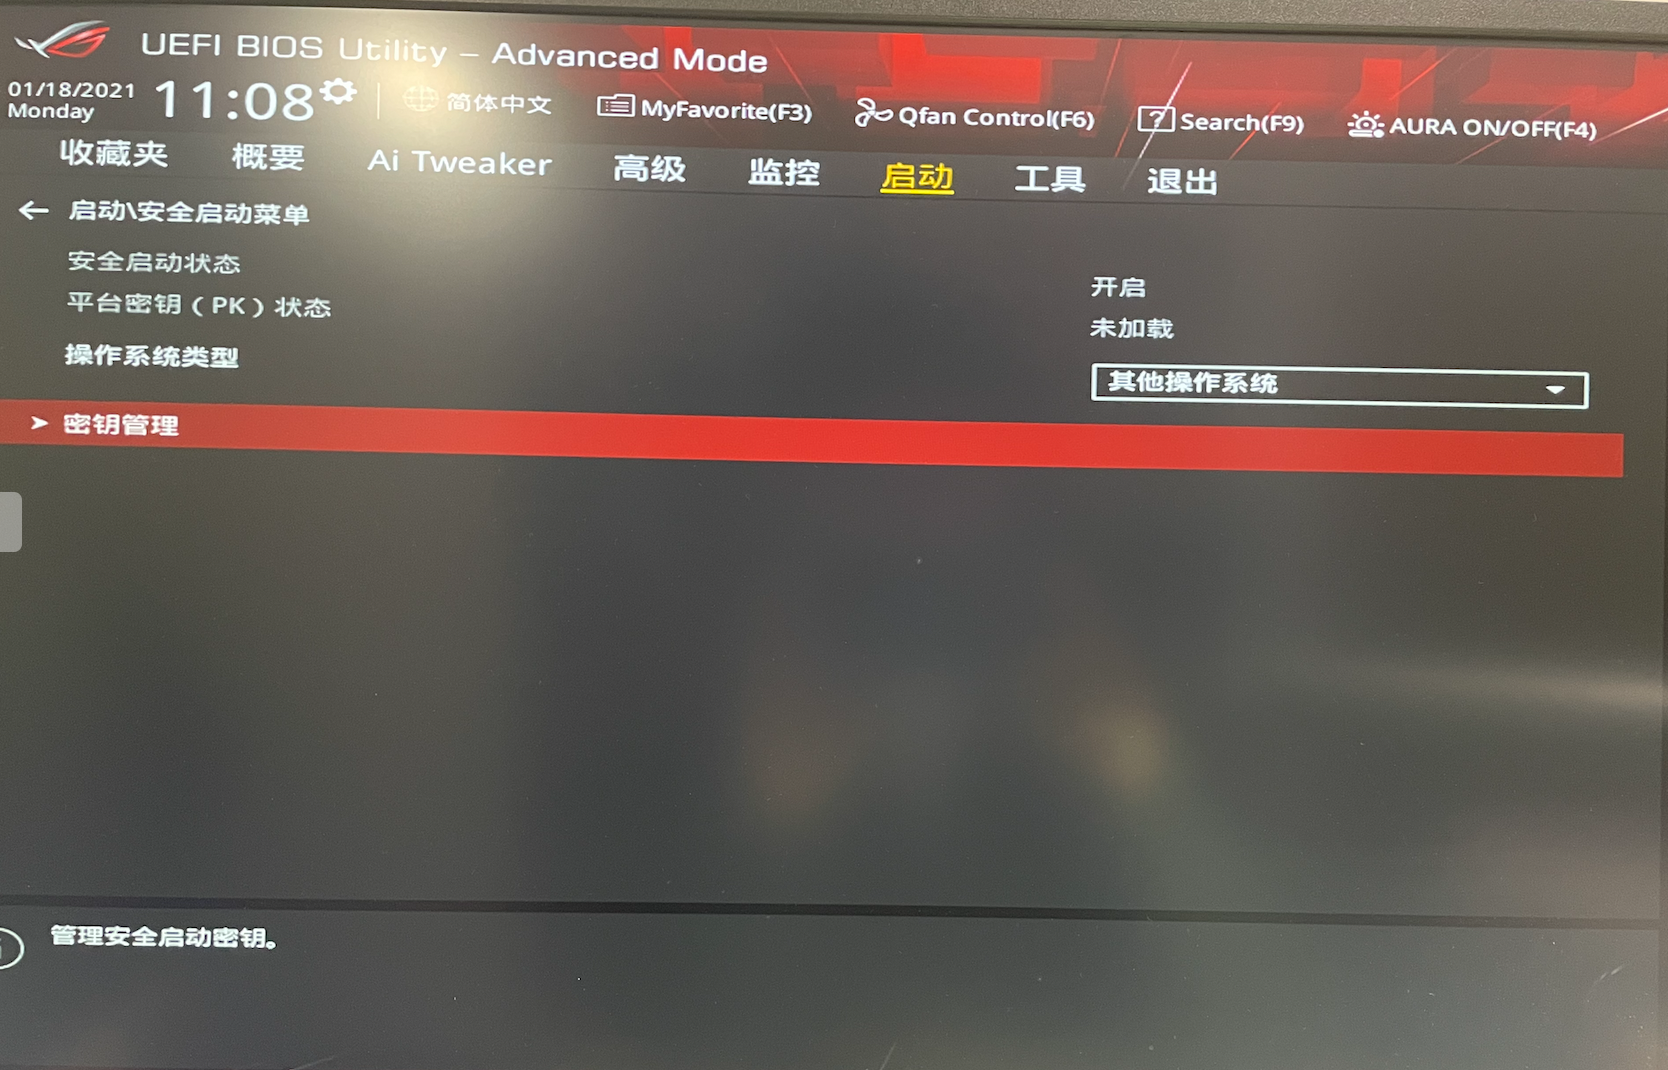 UEFI BIOS Utility – Advanced Mode
01/18/2021
Monday
11:08
简体中文
MyFavorite(F3)
Qfan Control(F6)
Search(F9)
AURA ON/OFF(F4)
收藏夹 概要 Ai Tweaker 高级 监控 启动 工具 退出
← 启动\安全启动菜单
安全启动状态 开启
平台密钥（PK）状态 未加载
操作系统类型 其他操作系统
> 密钥管理
管理安全启动密钥。